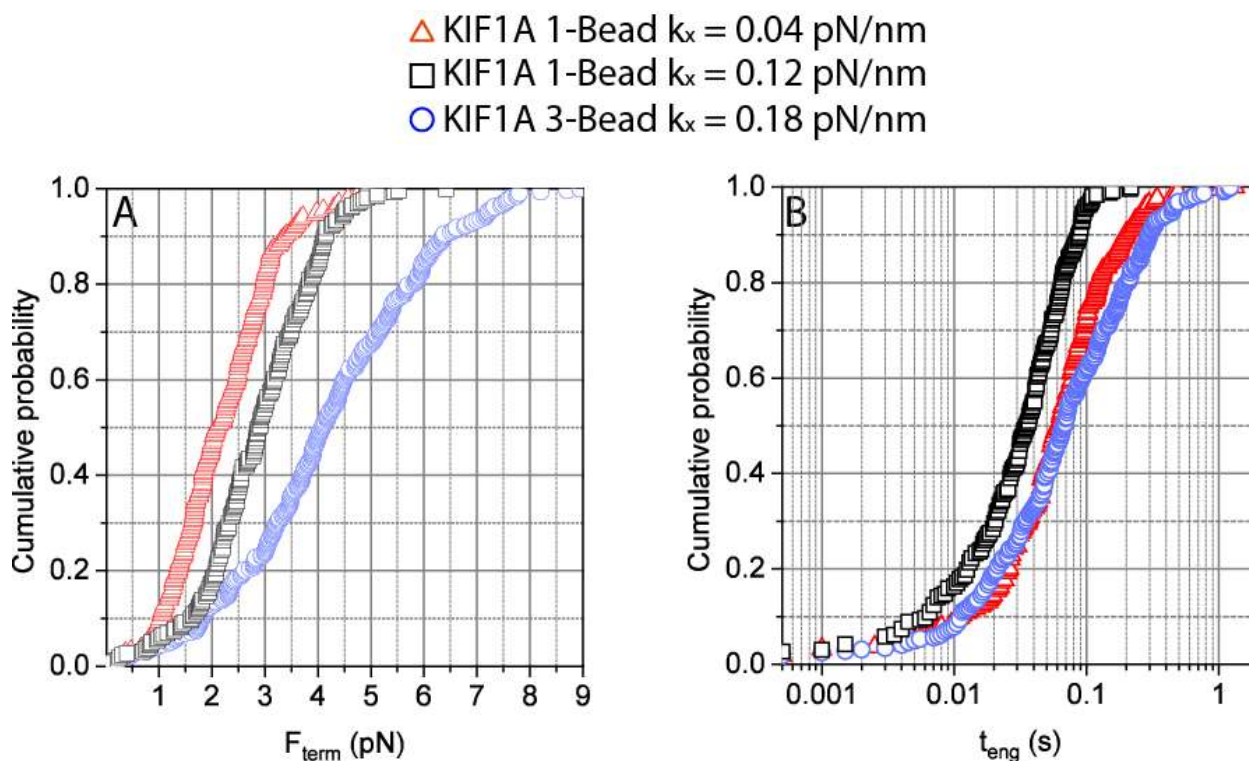 KIF1A 1-Bead kx = 0.04 pN/nm
KIF1A 1-Bead kx = 0.12 pN/nm
KIF1A 3-Bead kx = 0.18 pN/nm
A
1.0
0.8
0.6
0.4
0.2
0.0
Cumulative probability
1 2 3 4 5 6 7 8 9
Fterm (pN)
B
1.0
0.8
0.6
0.4
0.2
0.0
Cumulative probability
0.001 0.01 0.1 1
teng (s)